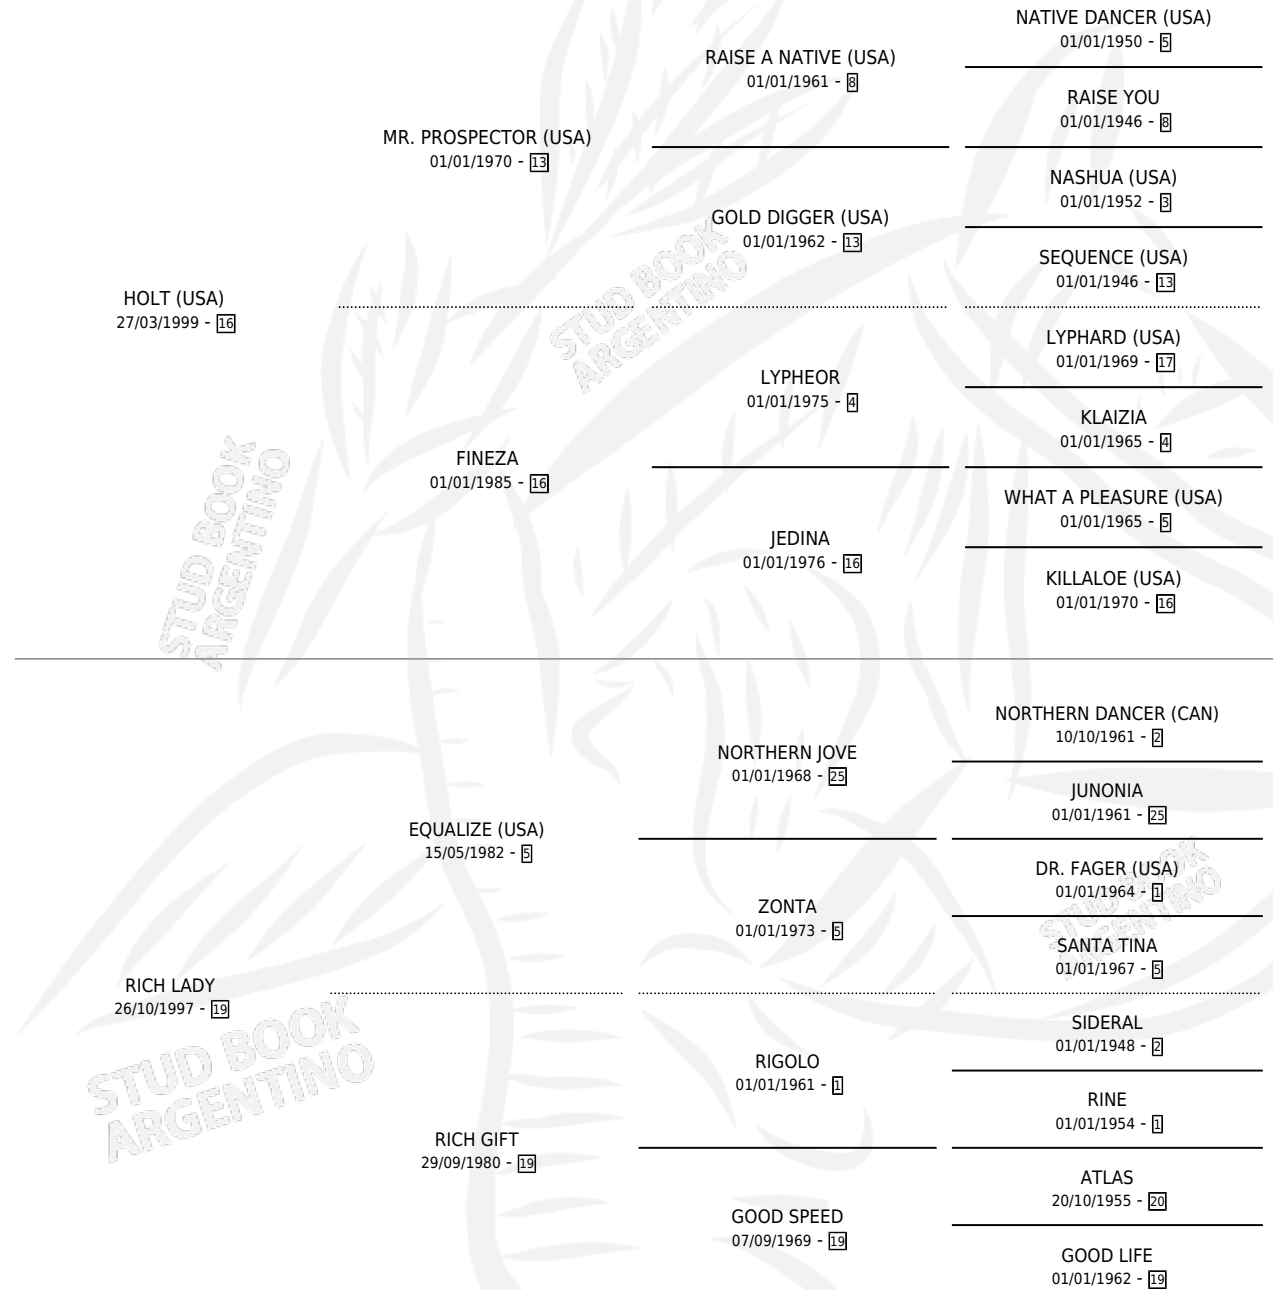 NATIVE DANCER (USA)
01/01/1950 - 5
RAISE A NATIVE (USA)
01/01/1961 - 8
RAISE YOU
01/01/1946 - 8
MR. PROSPECTOR (USA)
01/01/1970 - 13
NASHUA (USA)
01/01/1952 - 3
GOLD DIGGER (USA)
01/01/1962 - 13
SEQUENCE (USA)
01/01/1946 - 13
HOLT (USA)
27/03/1999 - 16
STUD BOOK
ARGENTINO
LYPHARD (USA)
01/01/1969 - 17
LYPHEOR
01/01/1975 - 4
KLAIZIA
01/01/1965 - 4
FINEZA
01/01/1985 - 16
WHAT A PLEASURE (USA)
01/01/1965 - 5
JEDINA
01/01/1976 - 16
KILLALOE (USA)
01/01/1970 - 16
STUD BOOK
ARGENTINO
NORTHERN DANCER (CAN)
10/10/1961 - 2
NORTHERN JOVE
01/01/1968 - 25
JUNONIA
01/01/1961 - 25
EQUALIZE (USA)
15/05/1982 - 5
DR. FAGER (USA)
01/01/1964 - 1
ZONTA
01/01/1973 - 5
SANTA TINA
01/01/1967 - 5
STUD BOOK
ARGENTINO
RICH LADY
26/10/1997 - 19
SIDERAL
01/01/1948 - 2
RIGOLO
01/01/1961 - 1
RINE
01/01/1954 - 1
STUD BOOK
ARGENTINO
RICH GIFT
29/09/1980 - 19
ATLAS
20/10/1955 - 20
GOOD SPEED
07/09/1969 - 19
GOOD LIFE
01/01/1962 - 19